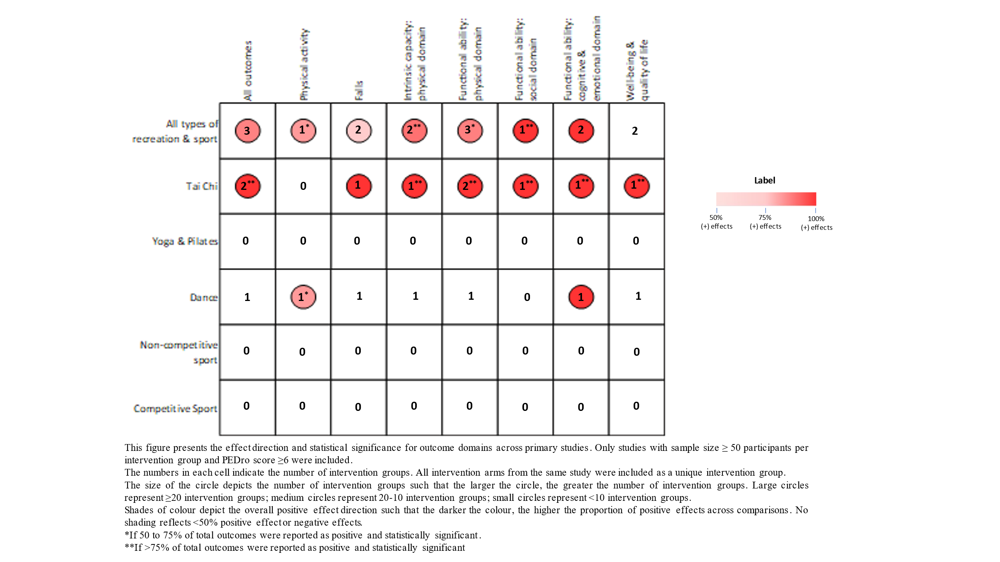 All outcomes
Physical activity
Falls
Intrinsic capacity:
physical domain
Functional ability:
physical domain
Functional ability:
social domain
Functional ability:
cognitive &
emotional domain
Well-being &
quality of life
All types of
recreation & sport
3 1* 2 2** 3* 1** 2 2
Tai Chi 2** 0 1 1** 2** 1** 1** 1**
Yoga & Pilates 0 0 0 0 0 0 0 0
Dance 1 1* 1 1 1 0 1 1
Non-competitive
sport
0 0 0 0 0 0 0 0
Competitive Sport 0 0 0 0 0 0 0 0
Label
50% 75% 100%
(+) effects (+) effects (+) effects
This figure presents the effect direction and statistical significance for outcome domains across primary studies. Only studies with sample size ≥ 50 participants per
intervention group and PEDro score ≥6 were included.
The numbers in each cell indicate the number of intervention groups. All intervention arms from the same study were included as a unique intervention group.
The size of the circle depicts the number of intervention groups such that the larger the circle, the greater the number of intervention groups. Large circles
represent ≥20 intervention groups; medium circles represent 20-10 intervention groups; small circles represent <10 intervention groups.
Shades of colour depict the overall positive effect direction such that the darker the colour, the higher the proportion of positive effects across comparisons. No
shading reflects <50% positive effect or negative effects.
*If 50 to 75% of total outcomes were reported as positive and statistically significant.
**If >75% of total outcomes were reported as positive and statistically significant